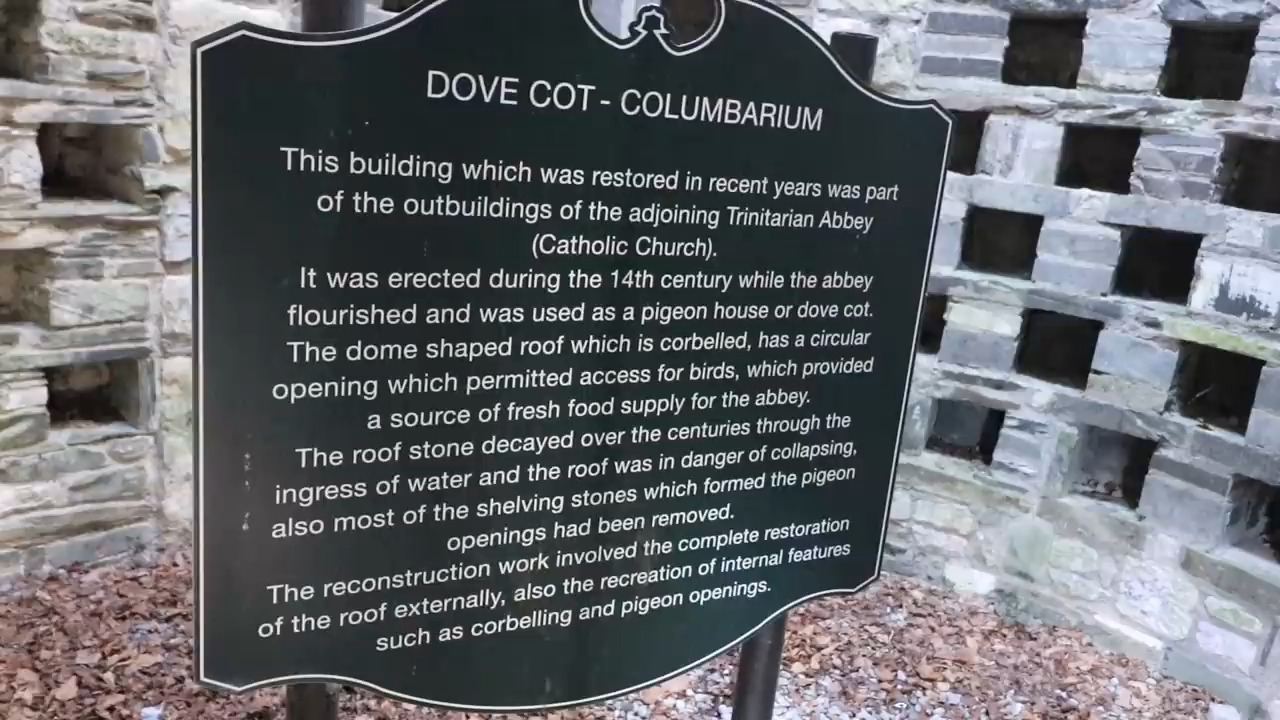 DOVE COT - COLUMBARIUM
This building which was restored in recent years was part
of the outbuildings of the adjoining Trinitarian Abbey
(Catholic Church).
It was erected during the 14th century while the abbey
flourished and was used as a pigeon house or dove cot.
The dome shaped roof which is corbelled, has a circular
opening which permitted access for birds, which provided
a source of fresh food supply for the abbey.
The roof stone decayed over the centuries through the
ingress of water and the roof was in danger of collapsing,
also most of the shelving stones which formed the pigeon
openings had been removed.
The reconstruction work involved the complete restoration
of the roof externally, also the recreation of internal features
such as corbelling and pigeon openings.